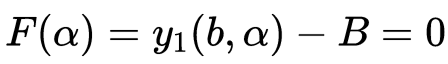 F(α) = y₁(b, α) − B = 0